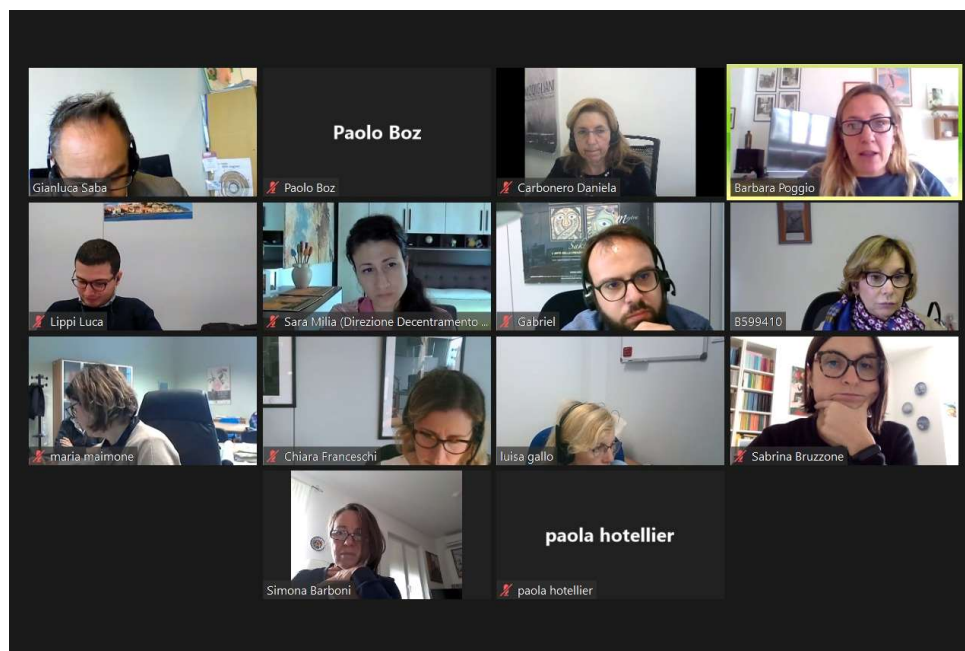 Gianluca Saba
Paolo Boz
Paolo Boz
Carbonero Daniela
Barbara Poggio
Lippi Luca
Sara Milia (Direzione Decentramento ...
Gabriel
B599410
maria maimone
Chiara Franceschi
luisa gallo
Sabrina Bruzzone
Simona Barboni
paola hotellier
paola hotellier